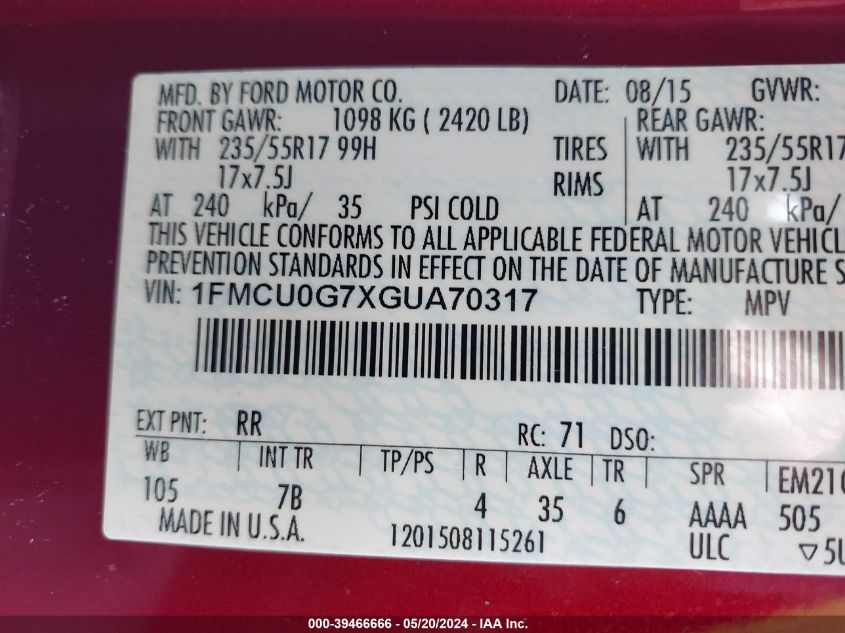 MFD. BY FORD MOTOR CO. DATE: 08/15 GVWR:
FRONT GAWR: 1098 KG ( 2420 LB) REAR GAWR:
WITH 235/55R17 99H TIRES WITH 235/55R17
17x7.5J RIMS 17x7.5J
AT 240 kPa/ 35 PSI COLD AT 240 kPa/
THIS VEHICLE CONFORMS TO ALL APPLICABLE FEDERAL MOTOR VEHICL
PREVENTION STANDARDS IN EFFECT ON THE DATE OF MANUFACTURE S
VIN: 1FMCU0G7XGUA70317 TYPE: MPV
EXT PNT: RR RC: 71 DSO:
WB INT TR TP/PS R AXLE TR SPR EM21
105 7B 4 35 6 AAAA 505
MADE IN U.S.A. 1201508115261 ULC ▽5U
000-39466666 - 05/20/2024 - IAA Inc.